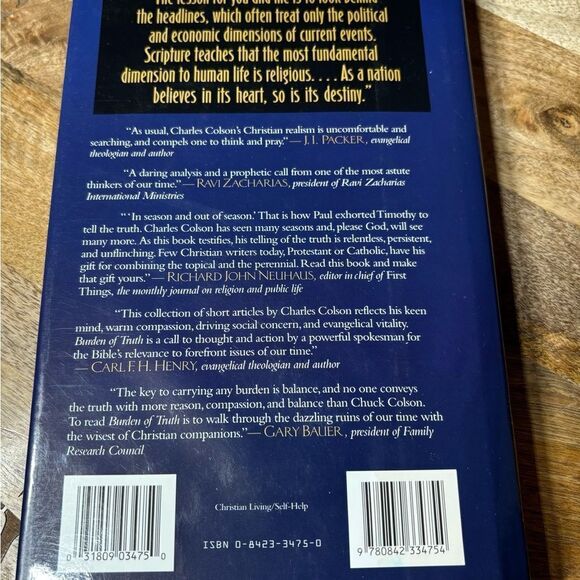 "The lesson for you and me is to look behind
the headlines, which often treat only the political
and economic dimensions of current events.
Scripture teaches that the most fundamental
dimension to human life is religious. . . . As a nation
believes in its heart, so is its destiny."
"As usual, Charles Colson's Christian realism is uncomfortable and
searching, and compels one to think and pray."— J. I. PACKER, evangelical
theologian and author
"A daring analysis and a prophetic call from one of the most astute
thinkers of our time."— RAVI ZACHARIAS, president of Ravi Zacharias
International Ministries
"'In season and out of season.' That is how Paul exhorted Timothy to
tell the truth. Charles Colson has seen many seasons and, please God, will see
many more. As this book testifies, his telling of the truth is relentless, persistent,
and unflinching. Few Christian writers today, Protestant or Catholic, have
his gift for combining the topical and the perennial. Read this book and make
that gift yours."— RICHARD JOHN NEUHAUS, editor in chief of First
Things, the monthly journal on religion and public life
"This collection of short articles by Charles Colson reflects his keen
mind, warm compassion, driving social concern, and evangelical vitality.
Burden of Truth is a call to thought and action by a powerful spokesman for
the Bible's relevance to forefront issues of our time."
— CARL F. H. HENRY, evangelical theologian and author
"The key to carrying any burden is balance, and no one conveys
the truth with more reason, compassion, and balance than Chuck Colson.
To read Burden of Truth is to walk through the dazzling ruins of our time with
the wisest of Christian companions."— GARY BAUER, president of Family
Research Council
Christian Living/Self-Help
ISBN 0-8423-3475-0
0 31809 03475 0
9 780842 334754